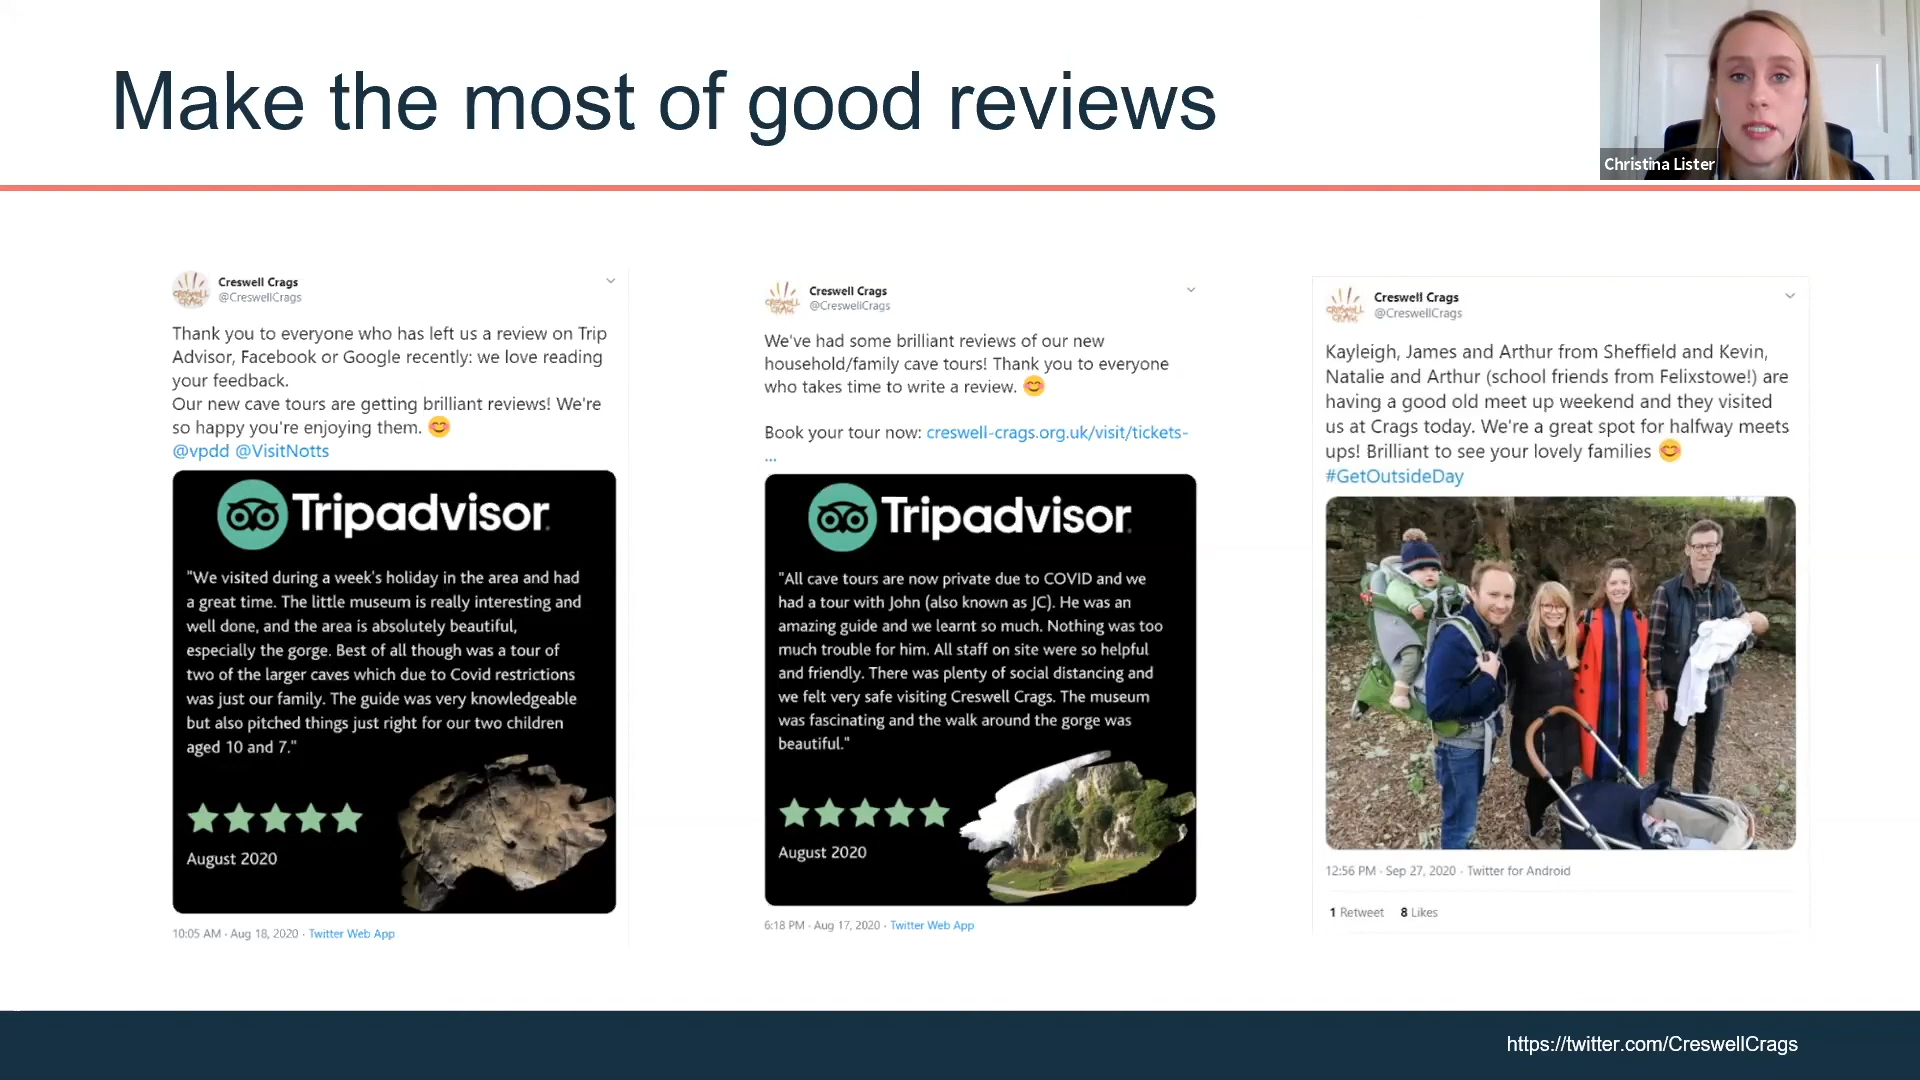 Make the most of good reviews
Christina Lister
Creswell Crags
@CreswellCrags
Thank you to everyone who has left us a review on Trip
Advisor, Facebook or Google recently: we love reading
your feedback.
Our new cave tours are getting brilliant reviews! We're
so happy you're enjoying them. 😊
@vpdd @VisitNotts
Tripadvisor
"We visited during a week's holiday in the area and had
a great time. The little museum is really interesting and
well done, and the area is absolutely beautiful,
especially the gorge. Best of all though was a tour of
two of the larger caves which due to Covid restrictions
was just our family. The guide was very knowledgeable
but also pitched things just right for our two children
aged 10 and 7."
August 2020
10:05 AM · Aug 18, 2020 · Twitter Web App
Creswell Crags
@CreswellCrags
We've had some brilliant reviews of our new
household/family cave tours! Thank you to everyone
who takes time to write a review. 😊
Book your tour now: creswell-crags.org.uk/visit/tickets-
...
Tripadvisor
"All cave tours are now private due to COVID and we
had a tour with John (also known as JC). He was an
amazing guide and we learnt so much. Nothing was too
much trouble for him. All staff on site were so helpful
and friendly. There was plenty of social distancing and
we felt very safe visiting Creswell Crags. The museum
was fascinating and the walk around the gorge was
beautiful."
August 2020
6:18 PM · Aug 17, 2020 · Twitter Web App
Creswell Crags
@CreswellCrags
Kayleigh, James and Arthur from Sheffield and Kevin,
Natalie and Arthur (school friends from Felixstowe!) are
having a good old meet up weekend and they visited
us at Crags today. We're a great spot for halfway meets
ups! Brilliant to see your lovely families 😊
#GetOutsideDay
12:56 PM · Sep 27, 2020 · Twitter for Android
1 Retweet 8 Likes
https://twitter.com/CreswellCrags